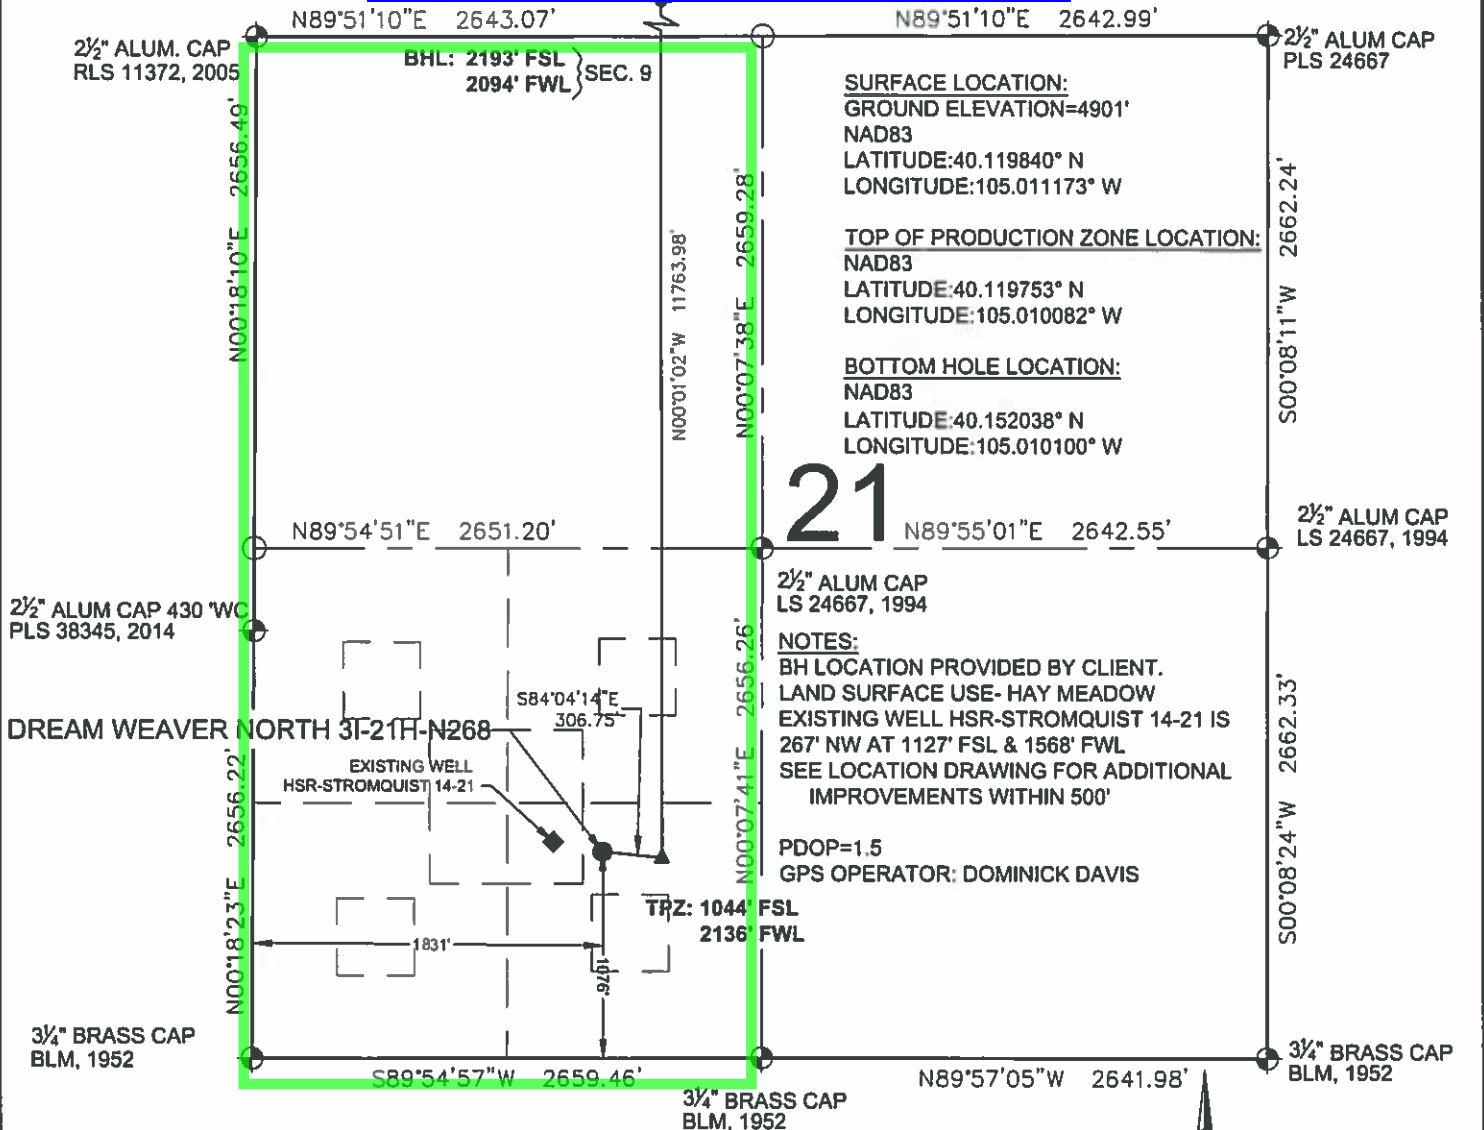 N89°51'10"E 2643.07'
N89°51'10"E 2642.99'
2½" ALUM. CAP
RLS 11372, 2005
BHL: 2193' FSL
2094' FWL
SEC. 9
2½" ALUM CAP
PLS 24667
SURFACE LOCATION:
GROUND ELEVATION=4901'
NAD83
LATITUDE:40.119840° N
LONGITUDE:105.011173° W
TOP OF PRODUCTION ZONE LOCATION:
NAD83
LATITUDE:40.119753° N
LONGITUDE:105.010082° W
BOTTOM HOLE LOCATION:
NAD83
LATITUDE:40.152038° N
LONGITUDE:105.010100° W
N00°18'10"E 2656.49'
N00°01'02"W 11763.98'
N00°07'38"E 2659.28'
S00°08'11"W 2662.24'
21
N89°54'51"E 2651.20'
N89°55'01"E 2642.55'
2½" ALUM CAP
LS 24667, 1994
2½" ALUM CAP
LS 24667, 1994
2½" ALUM CAP 430 'WC
PLS 38345, 2014
NOTES:
BH LOCATION PROVIDED BY CLIENT.
LAND SURFACE USE- HAY MEADOW
EXISTING WELL HSR-STROMQUIST 14-21 IS
267' NW AT 1127' FSL & 1568' FWL
SEE LOCATION DRAWING FOR ADDITIONAL
IMPROVEMENTS WITHIN 500'
PDOP=1.5
GPS OPERATOR: DOMINICK DAVIS
S84°04'14"E
306.75'
DREAM WEAVER NORTH 3I-21H-N268
EXISTING WELL
HSR-STROMQUIST 14-21
N00°18'23"E 2656.22'
N00°07'41"E 2656.26'
S00°08'24"W 2662.33'
TPZ: 1044' FSL
2136' FWL
1831'
1076'
3¼" BRASS CAP
BLM, 1952
S89°54'57"W 2659.46'
3¼" BRASS CAP
BLM, 1952
N89°57'05"W 2641.98'
3¼" BRASS CAP
BLM, 1952